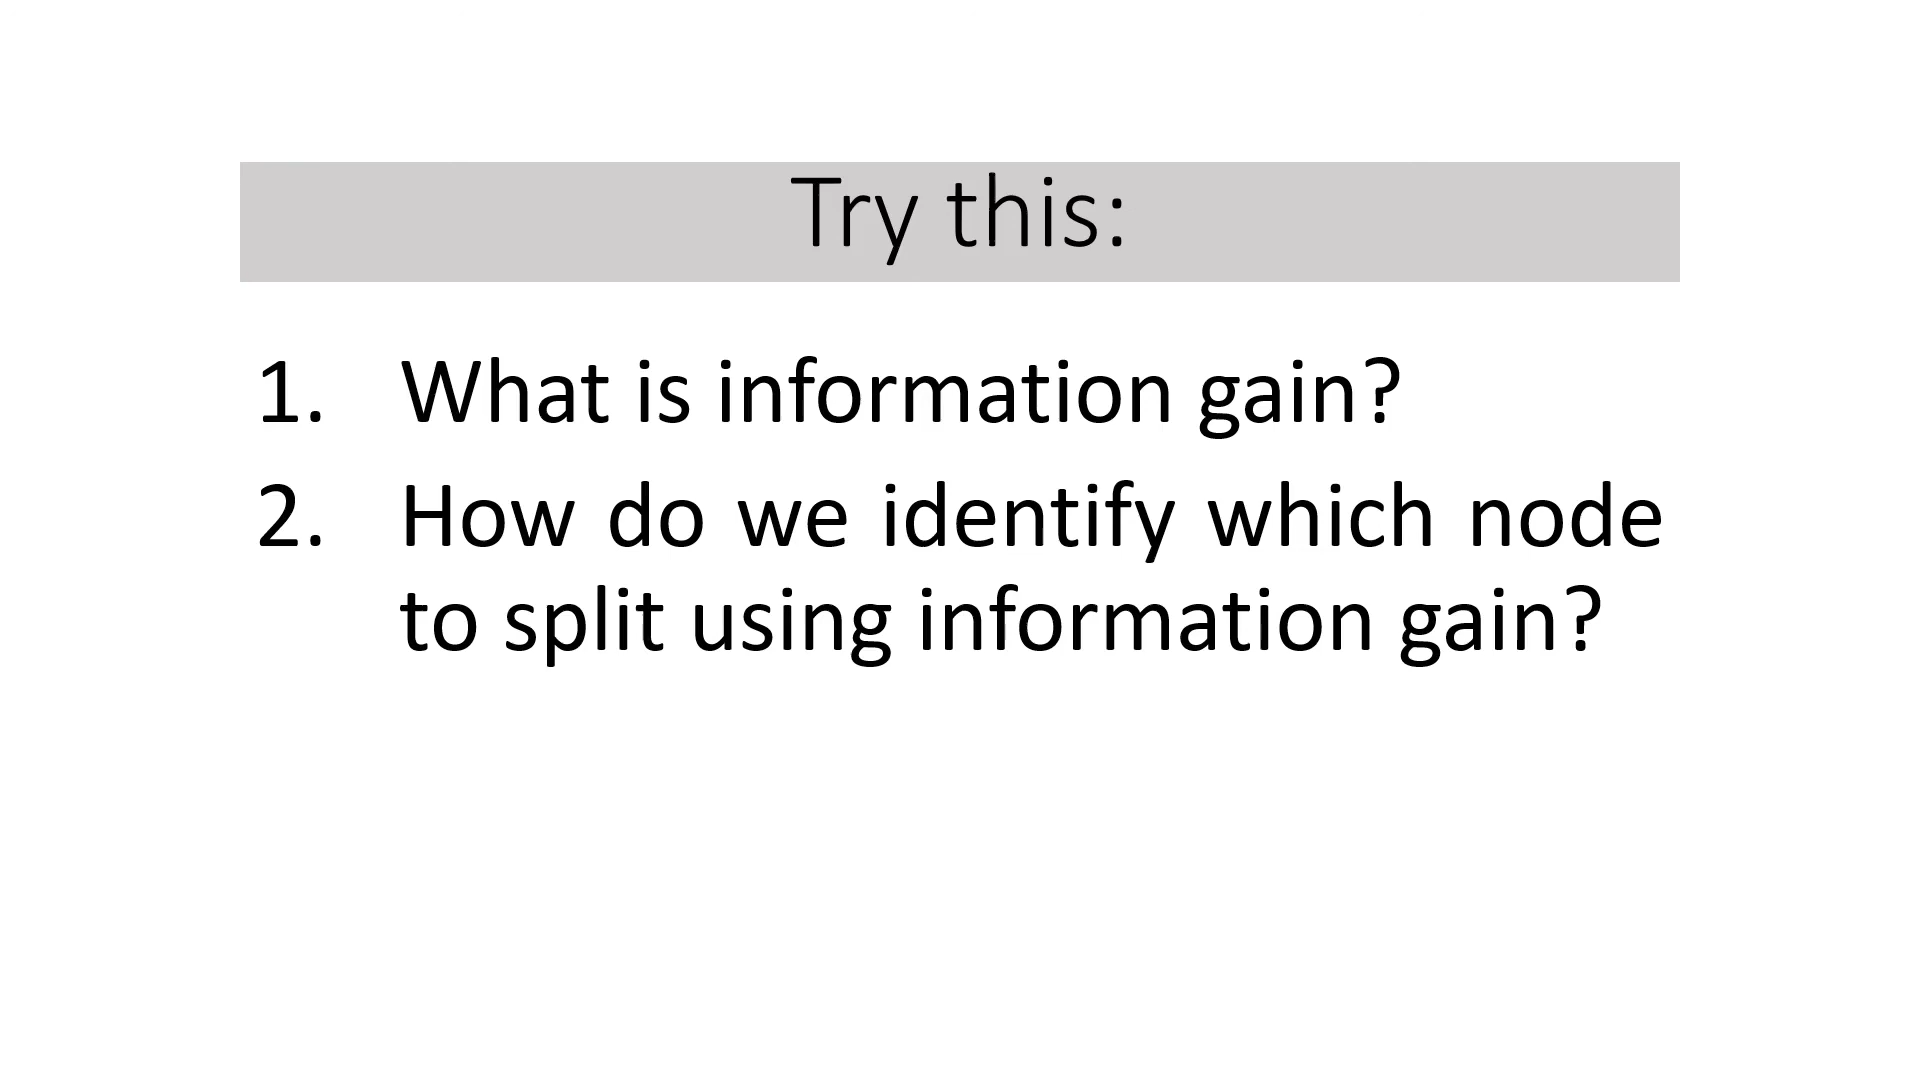 Try this:
1. What is information gain?
2. How do we identify which node
to split using information gain?